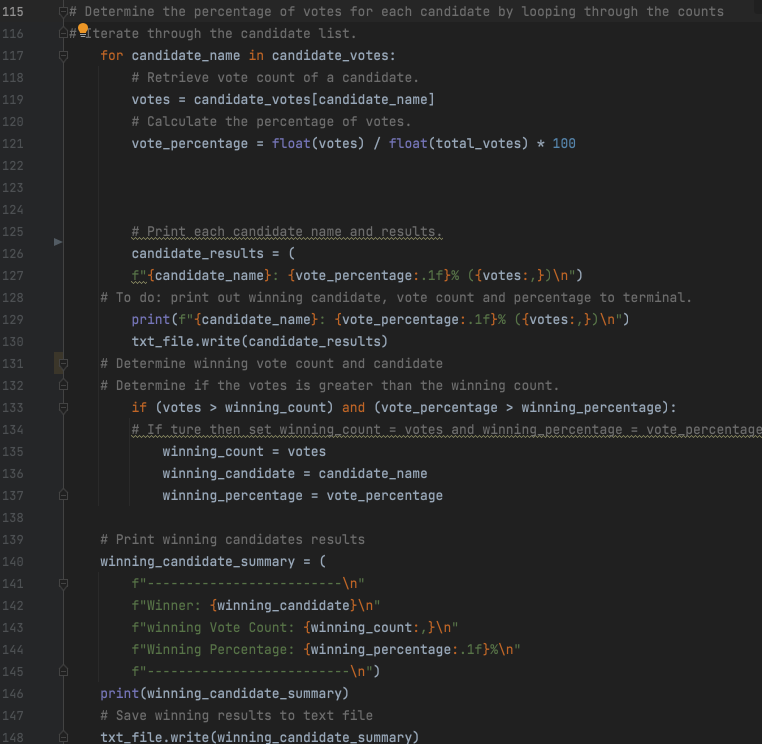 115 # Determine the percentage of votes for each candidate by looping through the counts
116 # Iterate through the candidate list.
117 for candidate_name in candidate_votes:
118 # Retrieve vote count of a candidate.
119 votes = candidate_votes[candidate_name]
120 # Calculate the percentage of votes.
121 vote_percentage = float(votes) / float(total_votes) * 100
122
123
124
125 # Print each candidate name and results.
126 candidate_results = (
127 f"{candidate_name}: {vote_percentage:.1f}% ({votes:,})\n")
128 # To do: print out winning candidate, vote count and percentage to terminal.
129 print(f"{candidate_name}: {vote_percentage:.1f}% ({votes:,})\n")
130 txt_file.write(candidate_results)
131 # Determine winning vote count and candidate
132 # Determine if the votes is greater than the winning count.
133 if (votes > winning_count) and (vote_percentage > winning_percentage):
134 # If ture then set winning_count = votes and winning_percentage = vote_percentage
135 winning_count = votes
136 winning_candidate = candidate_name
137 winning_percentage = vote_percentage
138
139 # Print winning candidates results
140 winning_candidate_summary = (
141 f"-------------------------\n"
142 f"Winner: {winning_candidate}\n"
143 f"winning Vote Count: {winning_count:,}\n"
144 f"Winning Percentage: {winning_percentage:.1f}%\n"
145 f"--------------------------\n")
146 print(winning_candidate_summary)
147 # Save winning results to text file
148 txt_file.write(winning_candidate_summary)